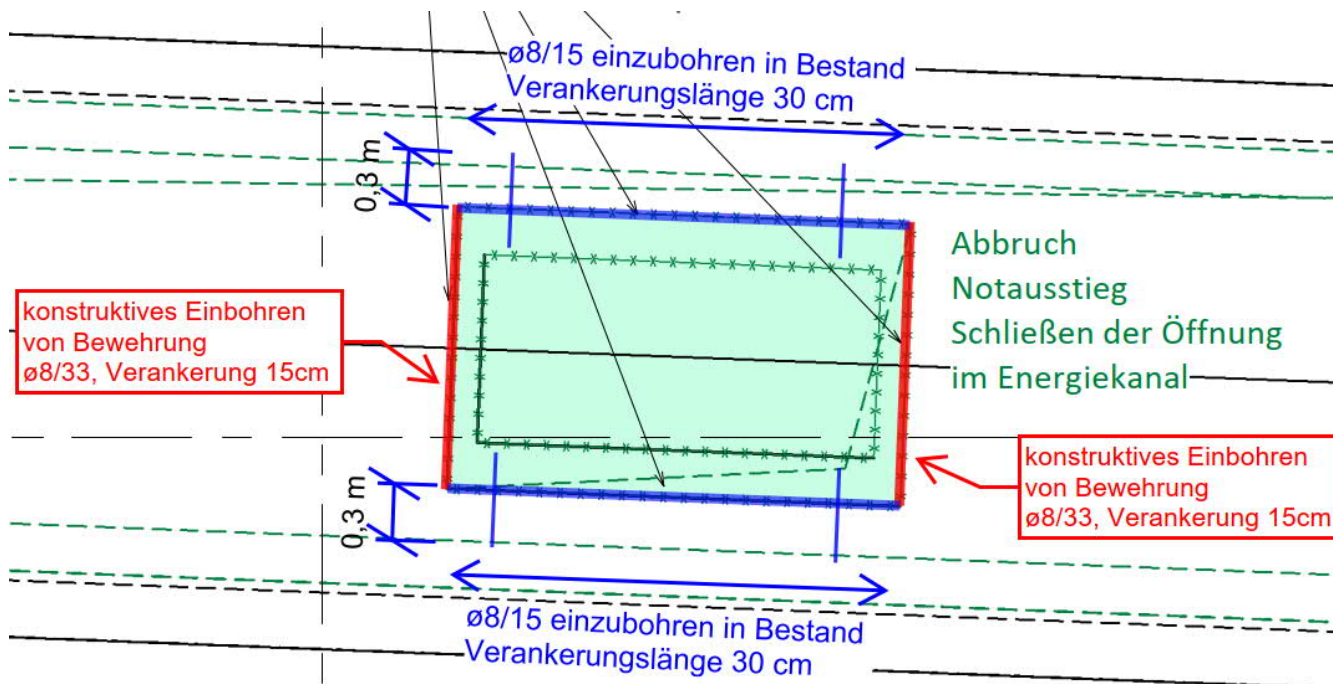 ø8/15 einzubohren in Bestand
Verankerungslänge 30 cm
0,3 m
Abbruch
Notausstieg
Schließen der Öffnung
im Energiekanal
konstruktives Einbohren
von Bewehrung
ø8/33, Verankerung 15cm
konstruktives Einbohren
von Bewehrung
ø8/33, Verankerung 15cm
0,3 m
ø8/15 einzubohren in Bestand
Verankerungslänge 30 cm